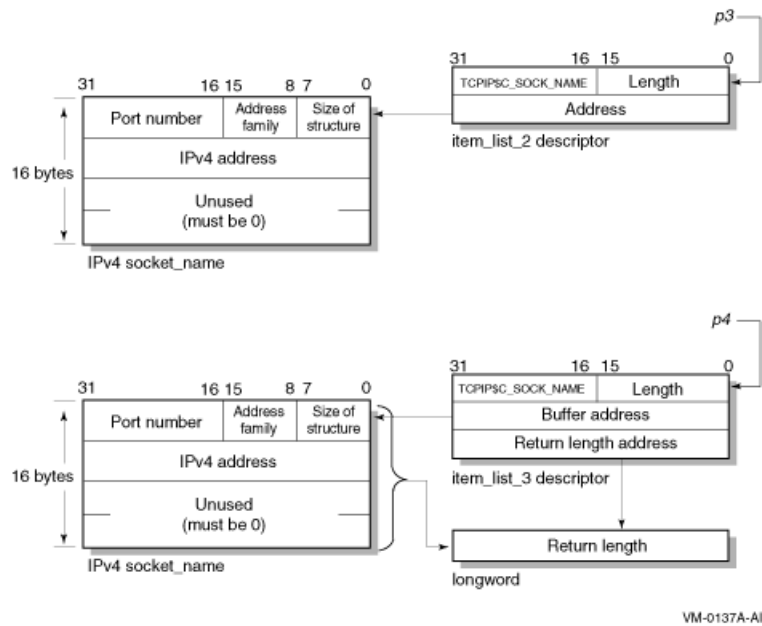 p3
31 16 15 0
TCPIP$C_SOCK_NAME Length
Address
item_list_2 descriptor
31 16 15 8 7 0
Port number Address family Size of structure
IPv4 address
Unused
(must be 0)
16 bytes
IPv4 socket_name
p4
31 16 15 0
TCPIP$C_SOCK_NAME Length
Buffer address
Return length address
item_list_3 descriptor
31 16 15 8 7 0
Port number Address family Size of structure
IPv4 address
Unused
(must be 0)
16 bytes
IPv4 socket_name
Return length
longword
VM-0137A-AI